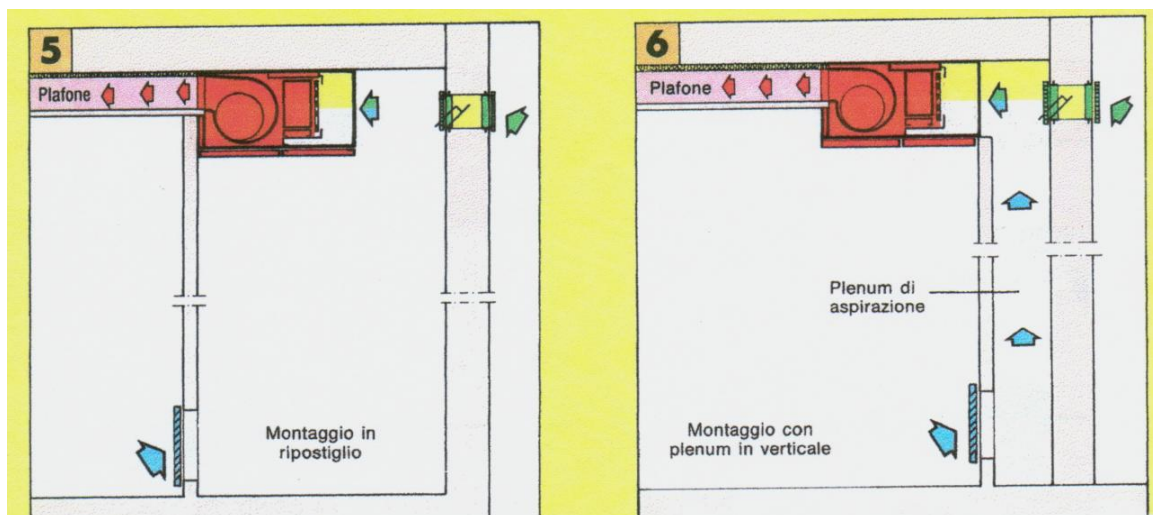 5
Plafone
Montaggio in
ripostiglio
6
Plafone
Plenum di
aspirazione
Montaggio con
plenum in verticale